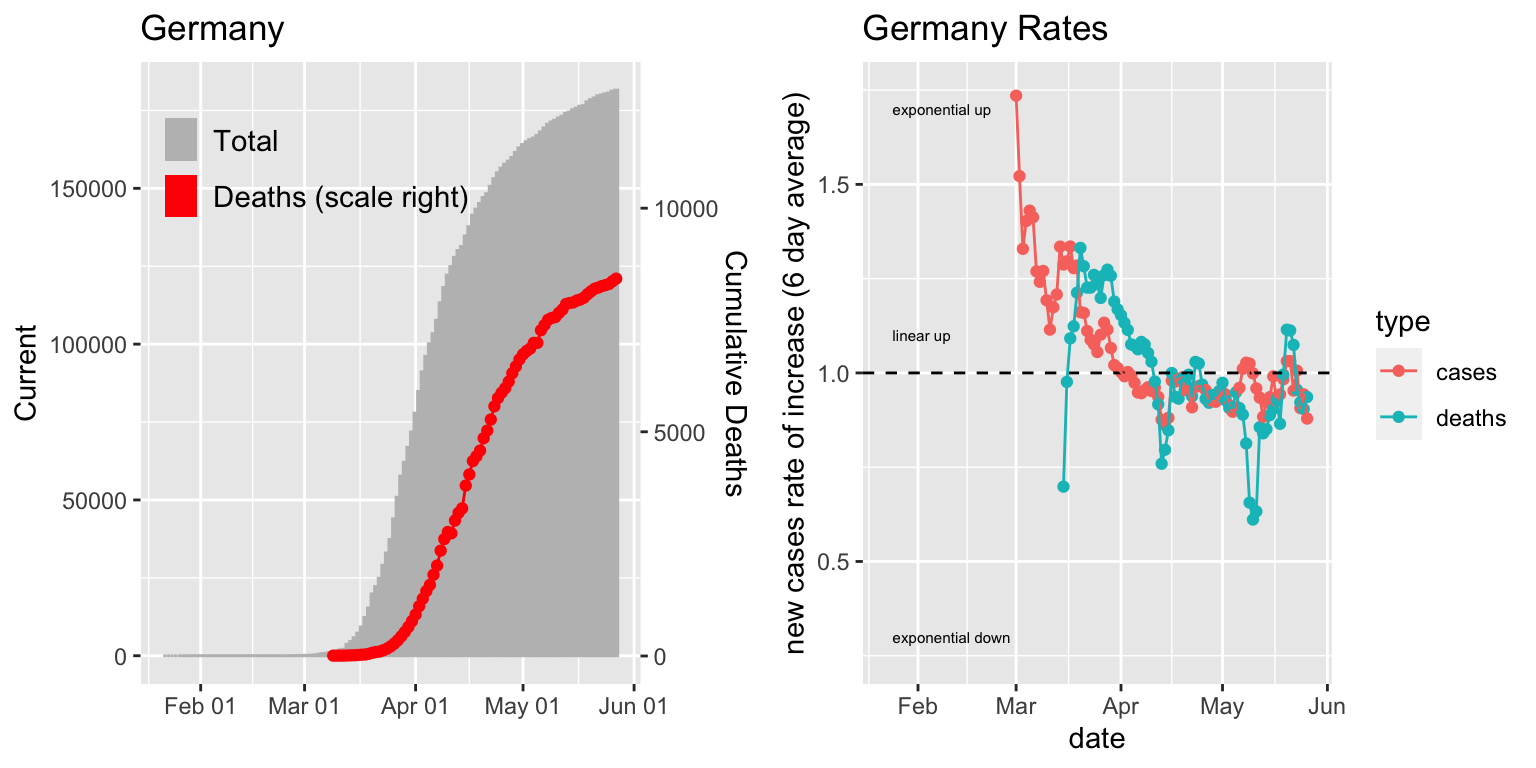 Germany
Total
Deaths (scale right)
Current
150000
100000
50000
0
10000
5000
0
Cumulative Deaths
Feb 01
Mar 01
Apr 01
May 01
Jun 01
Germany Rates
new cases rate of increase (6 day average)
1.5
1.0
0.5
exponential up
linear up
exponential down
Feb
Mar
Apr
May
Jun
date
type
cases
deaths